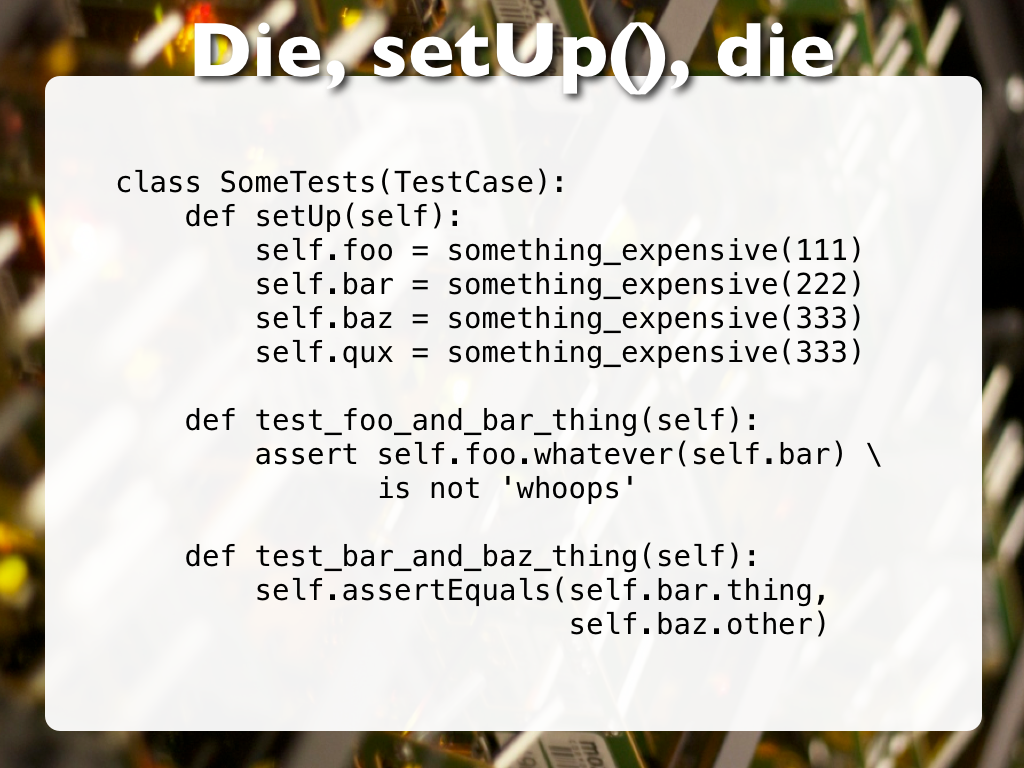 Die, setUp(), die
class SomeTests(TestCase):
    def setUp(self):
        self.foo = something_expensive(111)
        self.bar = something_expensive(222)
        self.baz = something_expensive(333)
        self.qux = something_expensive(333)
    def test_foo_and_bar_thing(self):
        assert self.foo.whatever(self.bar) \
               is not 'whoops'
    def test_bar_and_baz_thing(self):
        self.assertEquals(self.bar.thing,
                          self.baz.other)